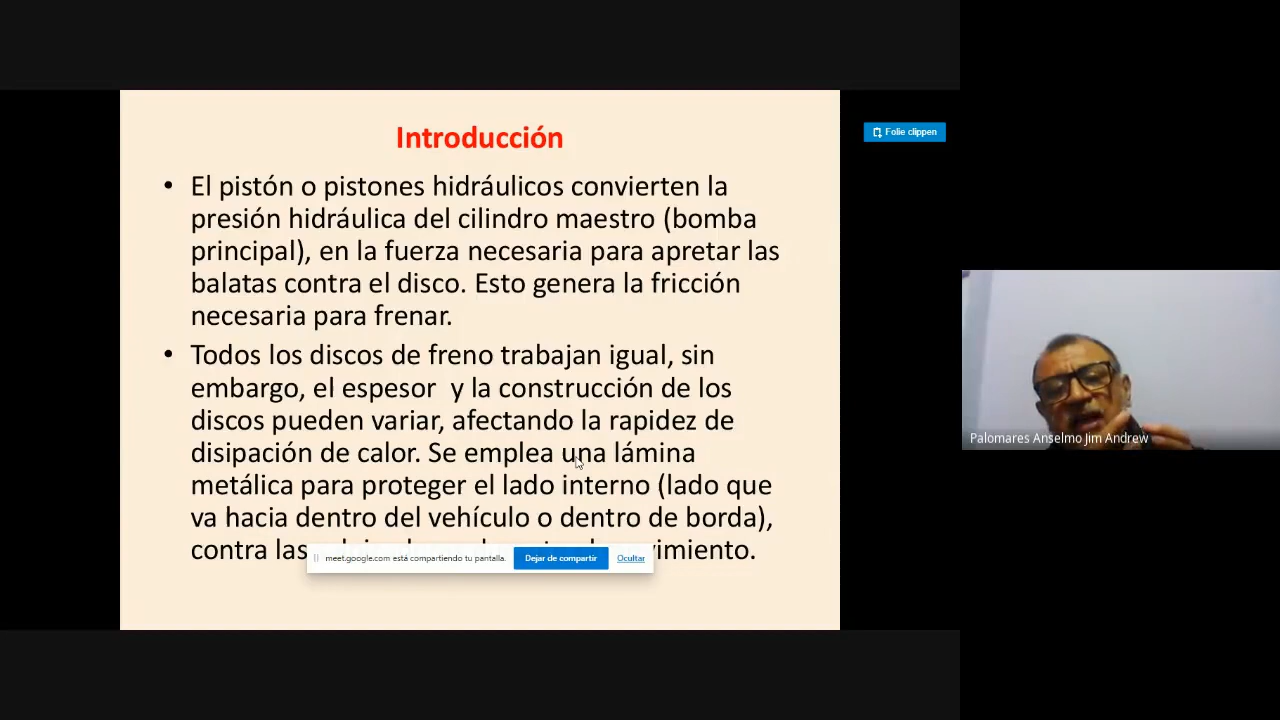 Introducción
• El pistón o pistones hidráulicos convierten la
presión hidráulica del cilindro maestro (bomba
principal), en la fuerza necesaria para apretar las
balatas contra el disco. Esto genera la fricción
necesaria para frenar.
• Todos los discos de freno trabajan igual, sin
embargo, el espesor y la construcción de los
discos pueden variar, afectando la rapidez de
disipación de calor. Se emplea una lámina
metálica para proteger el lado interno (lado que
va hacia dentro del vehículo o dentro de borda),
contra las
meet.google.com está compartiendo tu pantalla.
Dejar de compartir
Ocultar
Folie clippen
Palomares Anselmo Jim Andrew